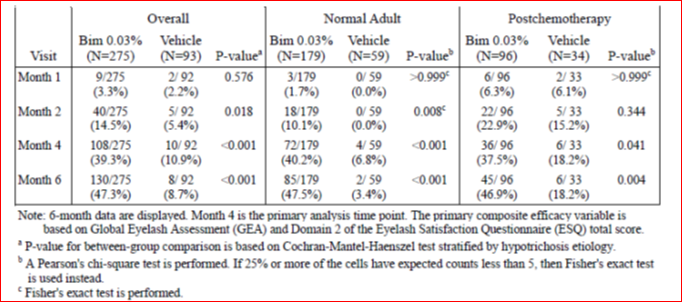 Overall Normal Adult Postchemotherapy
Visit Bim 0.03% (N=275) Vehicle (N=93) P-valueᵃ Bim 0.03% (N=179) Vehicle (N=59) P-valueᵇ Bim 0.03% (N=96) Vehicle (N=34) P-valueᵇ
Month 1 9/275 2/ 92 0.576 3/179 0/ 59 >0.999ᶜ 6/ 96 2/ 33 >0.999ᶜ
(3.3%) (2.2%) (1.7%) (0.0%) (6.3%) (6.1%)
Month 2 40/275 5/ 92 0.018 18/179 0/ 59 0.008ᶜ 22/ 96 5/ 33 0.344
(14.5%) (5.4%) (10.1%) (0.0%) (22.9%) (15.2%)
Month 4 108/275 10/ 92 <0.001 72/179 4/ 59 <0.001 36/ 96 6/ 33 0.041
(39.3%) (10.9%) (40.2%) (6.8%) (37.5%) (18.2%)
Month 6 130/275 8/ 92 <0.001 85/179 2/ 59 <0.001 45/ 96 6/ 33 0.004
(47.3%) (8.7%) (47.5%) (3.4%) (46.9%) (18.2%)
Note: 6-month data are displayed. Month 4 is the primary analysis time point. The primary composite efficacy variable is
based on Global Eyelash Assessment (GEA) and Domain 2 of the Eyelash Satisfaction Questionnaire (ESQ) total score.
ᵃ P-value for between-group comparison is based on Cochran-Mantel-Haenszel test stratified by hypotrichosis etiology.
ᵇ A Pearson's chi-square test is performed. If 25% or more of the cells have expected counts less than 5, then Fisher's exact test
is used instead.
ᶜ Fisher's exact test is performed.